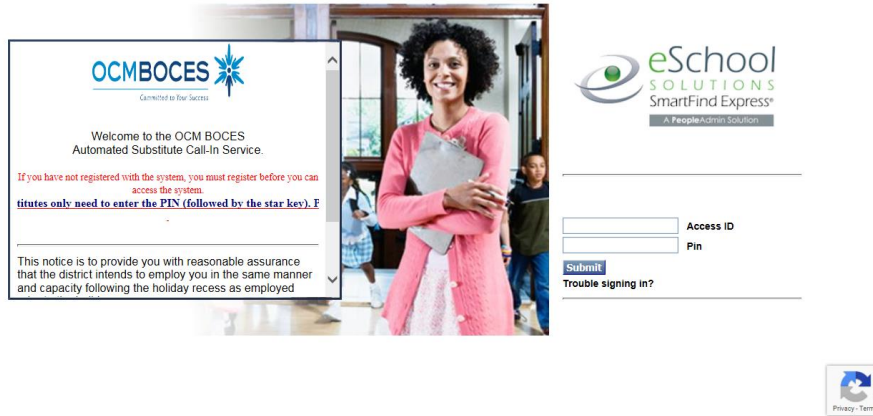 OCMBOCES
Committed to Your Success
Welcome to the OCM BOCES
Automated Substitute Call-In Service.
If you have not registered with the system, you must register before you can
access the system.
titutes only need to enter the PIN (followed by the star key). P
This notice is to provide you with reasonable assurance
that the district intends to employ you in the same manner
and capacity following the holiday recess as employed
eSchool
SOLUTIONS
SmartFind Express®
A PeopleAdmin Solution
Access ID
Pin
Submit
Trouble signing in?
Privacy - Term